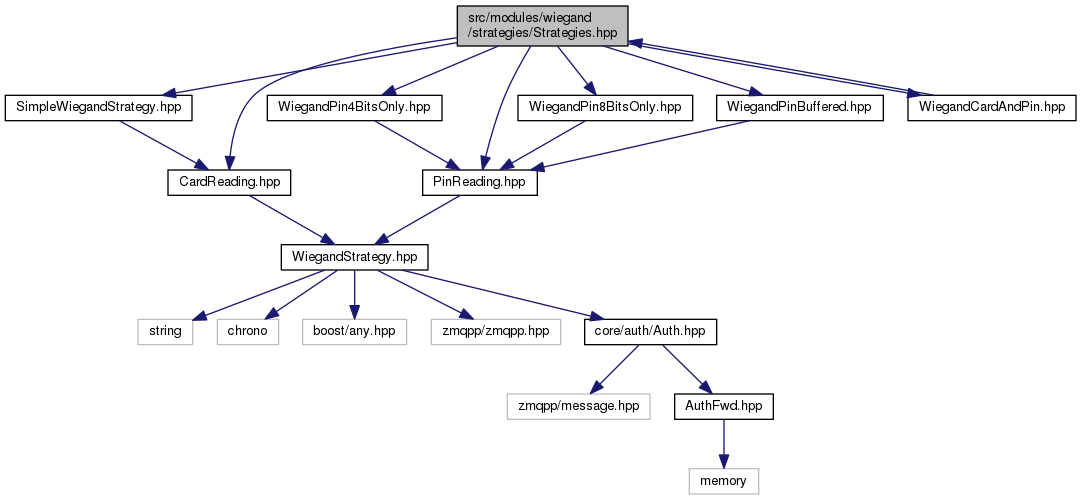 src/modules/wiegand
/strategies/Strategies.hpp
SimpleWiegandStrategy.hpp
WiegandPin4BitsOnly.hpp
WiegandPin8BitsOnly.hpp
WiegandPinBuffered.hpp
WiegandCardAndPin.hpp
CardReading.hpp
PinReading.hpp
WiegandStrategy.hpp
string
chrono
boost/any.hpp
zmqpp/zmqpp.hpp
core/auth/Auth.hpp
zmqpp/message.hpp
AuthFwd.hpp
memory